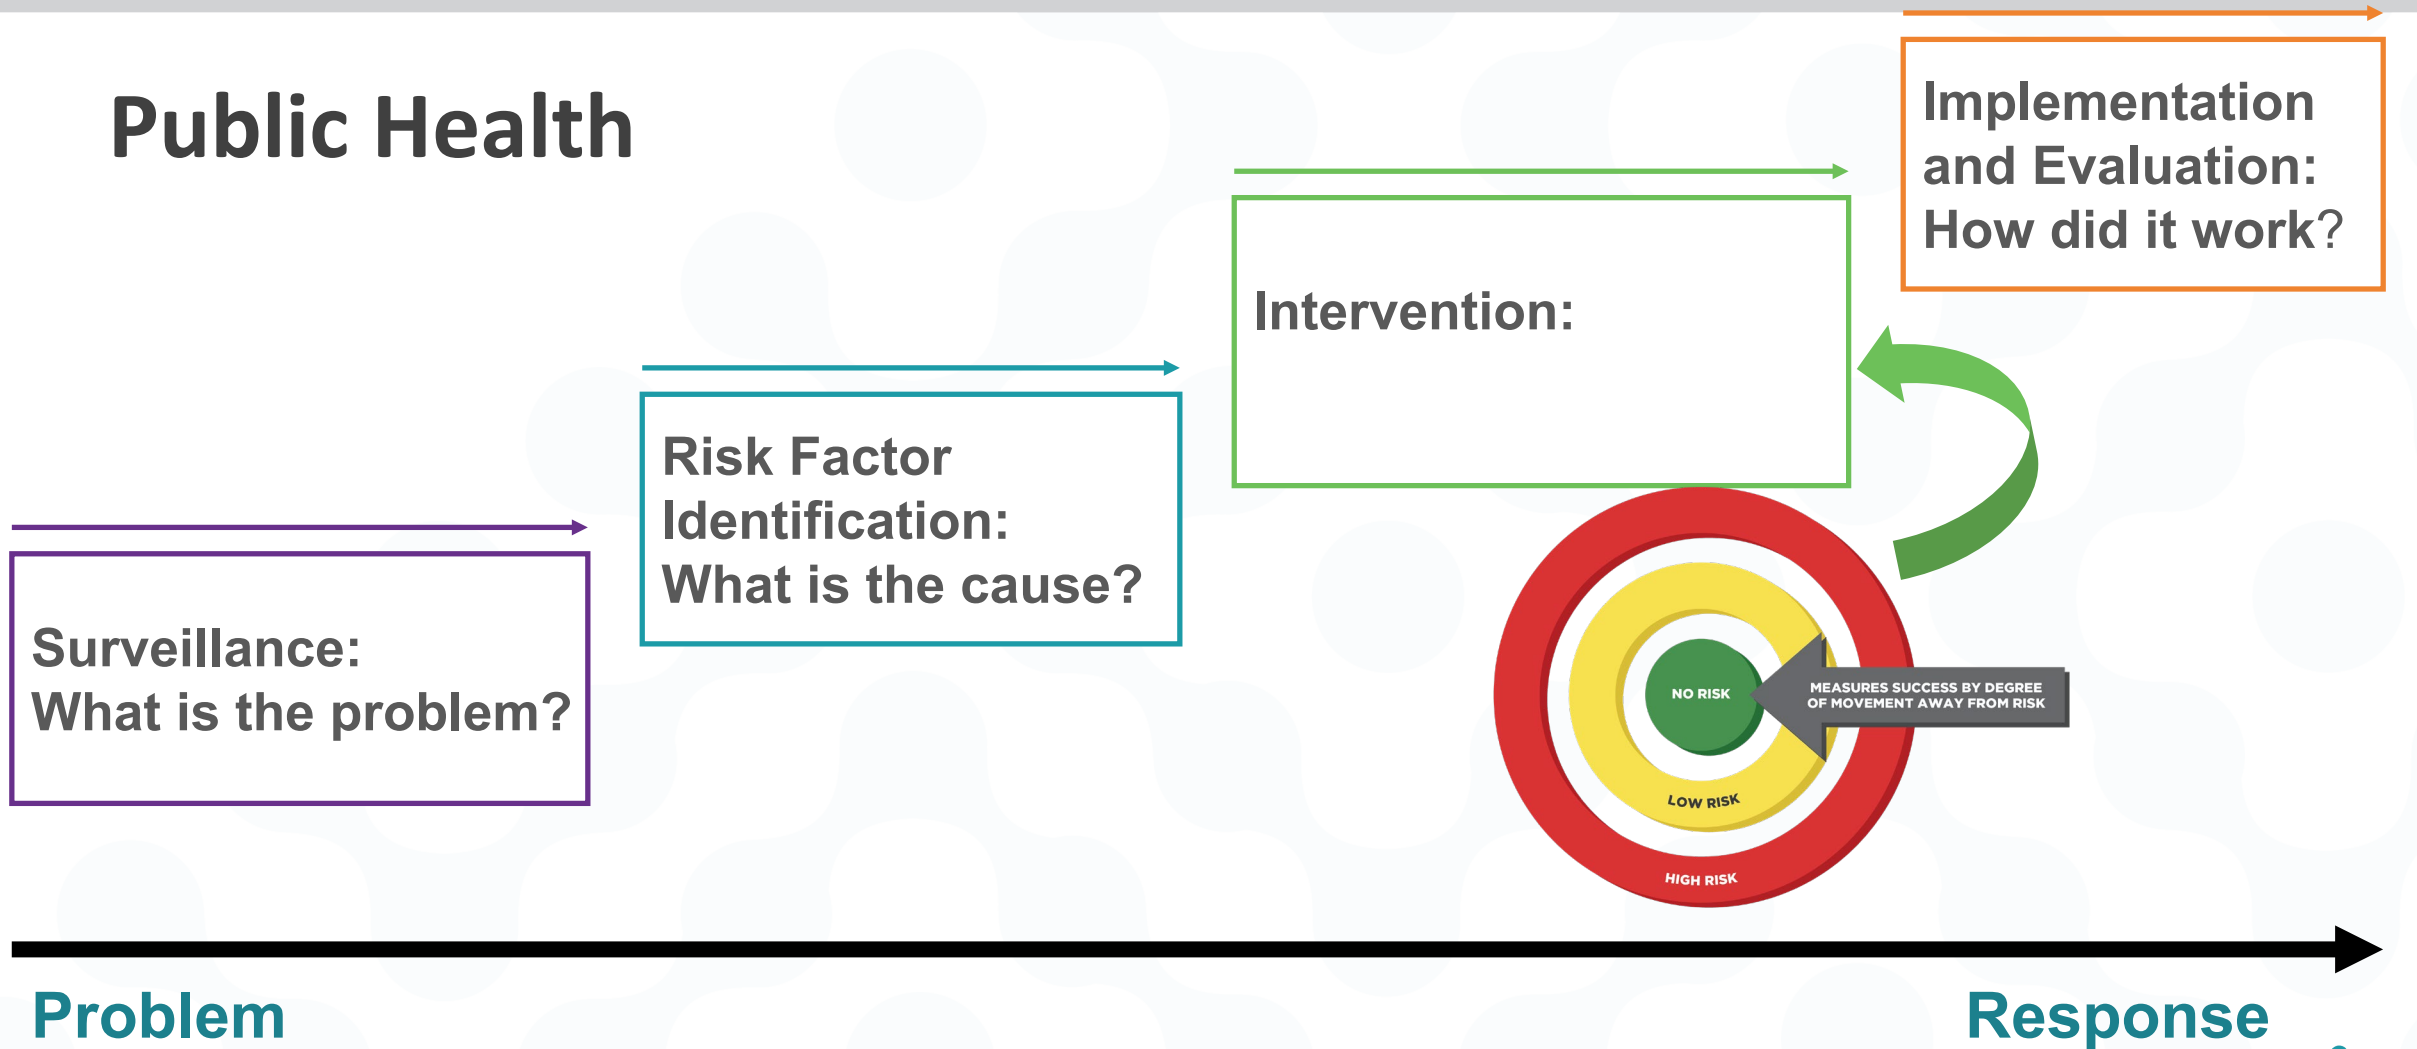 Public Health
Surveillance:
What is the problem?
Risk Factor
Identification:
What is the cause?
Intervention:
Implementation
and Evaluation:
How did it work?
NO RISK
LOW RISK
HIGH RISK
MEASURES SUCCESS BY DEGREE
OF MOVEMENT AWAY FROM RISK
Problem
Response